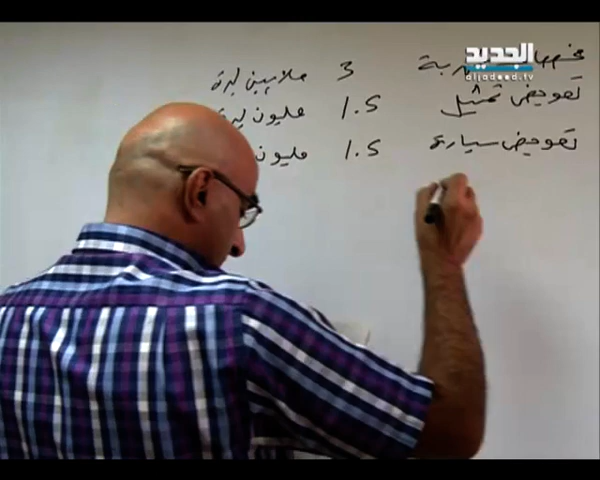 الجديد
aljadeed.tv
3 ملايين ليرة
تعويض تمثيل 1.5 مليون ليرة
تعويض سيارة 1.5 مليون